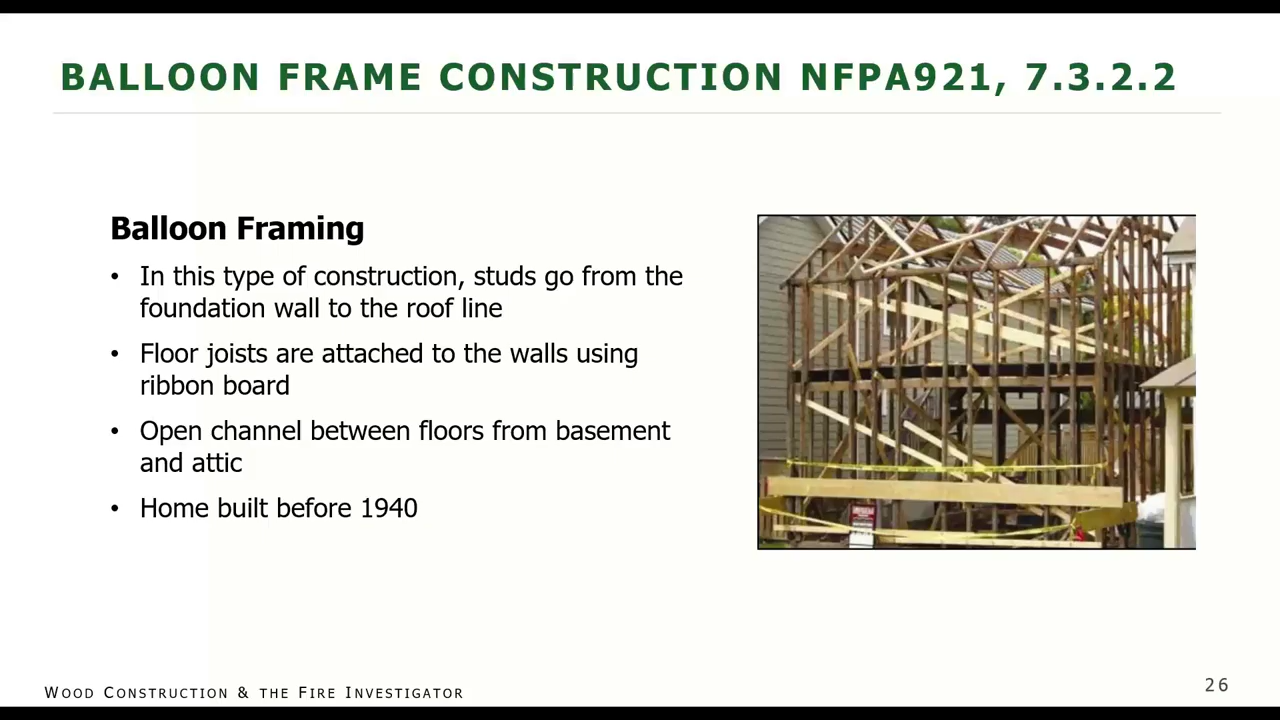 BALLOON FRAME CONSTRUCTION NFPA921, 7.3.2.2
Balloon Framing
• In this type of construction, studs go from the
foundation wall to the roof line
• Floor joists are attached to the walls using
ribbon board
• Open channel between floors from basement
and attic
• Home built before 1940
WOOD CONSTRUCTION & THE FIRE INVESTIGATOR
26